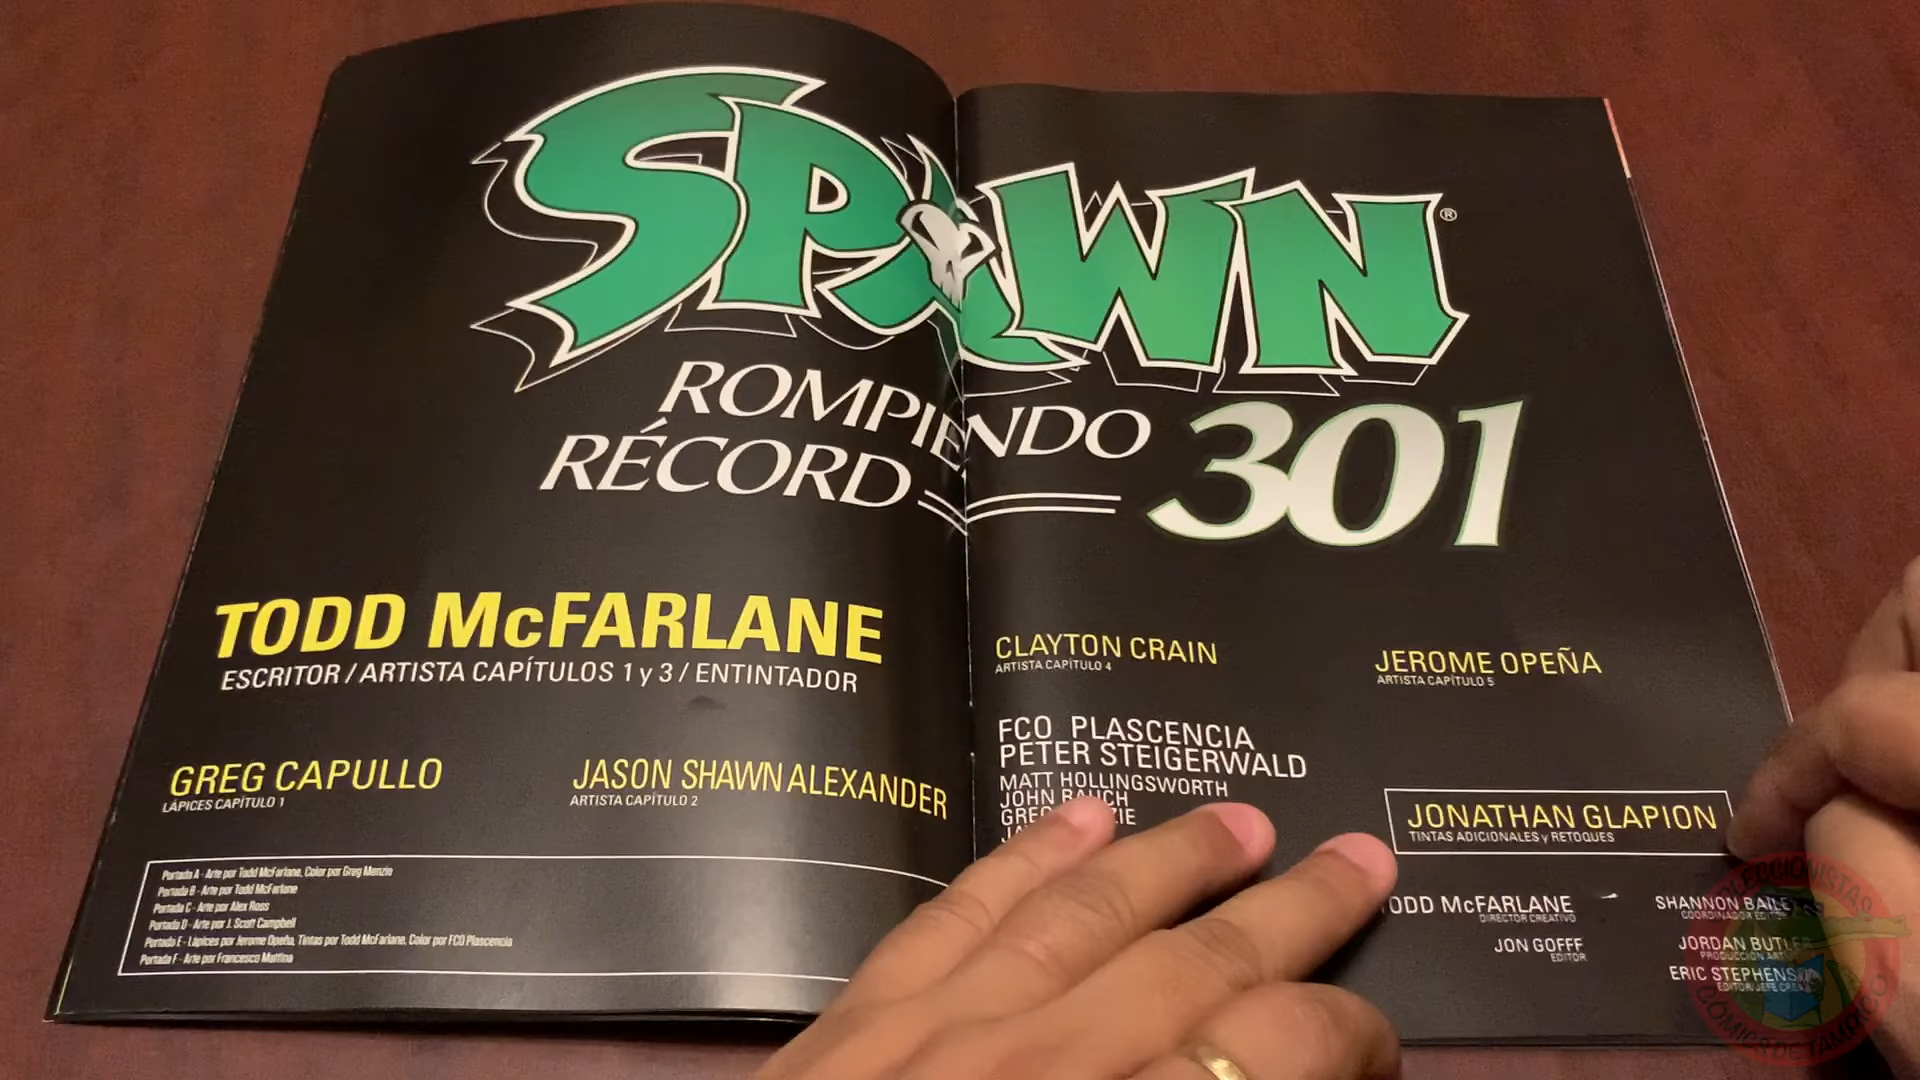 SPAWN®
ROMPIENDO
RÉCORD
301
TODD McFARLANE
ESCRITOR / ARTISTA CAPÍTULOS 1 y 3 / ENTINTADOR
GREG CAPULLO
LÁPICES CAPÍTULO 1
JASON SHAWN ALEXANDER
ARTISTA CAPÍTULO 2
Portada A - Arte por Todd McFarlane, Color por Greg Menzie
Portada B - Arte por Todd McFarlane
Portada C - Arte por Alex Ross
Portada D - Arte por J. Scott Campbell
Portada E - Lápices por Jerome Opeña, Tintas por Todd McFarlane, Color por FCO Plascencia
Portada F - Arte por Francesco Mattina
CLAYTON CRAIN
ARTISTA CAPÍTULO 4
JEROME OPEÑA
ARTISTA CAPÍTULO 5
FCO PLASCENCIA
PETER STEIGERWALD
MATT HOLLINGSWORTH
JOHN RAUCH
JONATHAN GLAPION
TINTAS ADICIONALES y RETOQUES
TODD McFARLANE
DIRECTOR CREATIVO
JON GOFFF
EDITOR
SHANNON BAILEY
JORDAN BUTLER
ERIC STEPHENSON